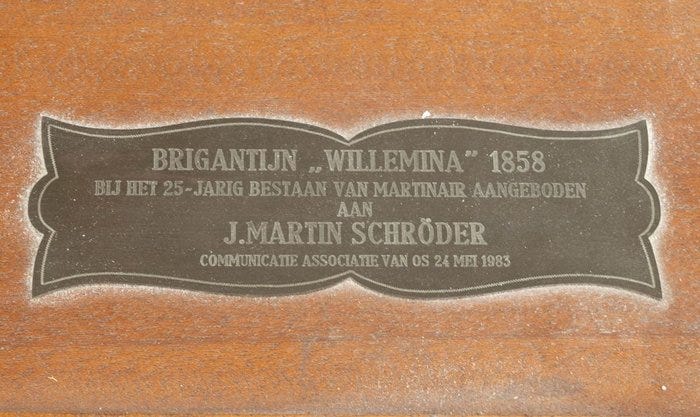 BRIGANTIJN „WILLEMINA” 1858
BIJ HET 25-JARIG BESTAAN VAN MARTINAIR AANGEBODEN
AAN
J.MARTIN SCHRÖDER
COMMUNICATIE ASSOCIATIE VAN OS 24 MEI 1983